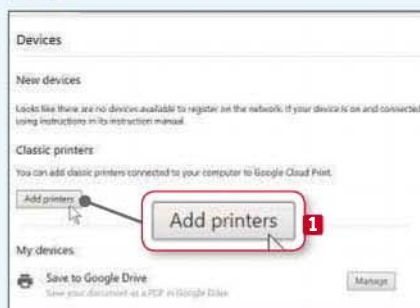 Devices
New devices
Looks like there are no devices available to register on the network. If your device is on and connected
using instructions in its instruction manual.
Classic printers
You can add classic printers connected to your computer to Google Cloud Print.
Add printers
Add printers 1
My devices
Save to Google Drive
Manage
Save your document as a PDF in Google Drive